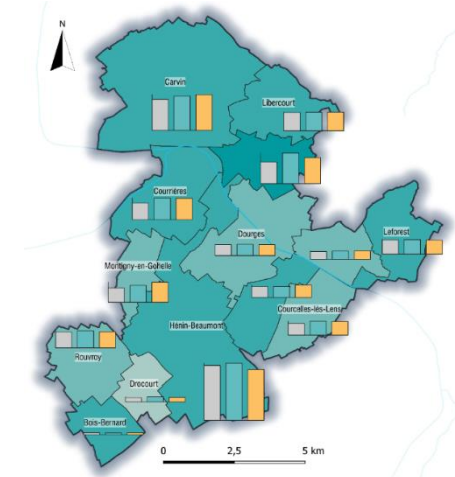 N
Carvin
Libercourt
Courrières
Dourges
Leforest
Montigny-en-Gohelle
Courcelles-lès-Lens
Hénin-Beaumont
Rouvroy
Drocourt
Bois-Bernard
0 2,5 5 km